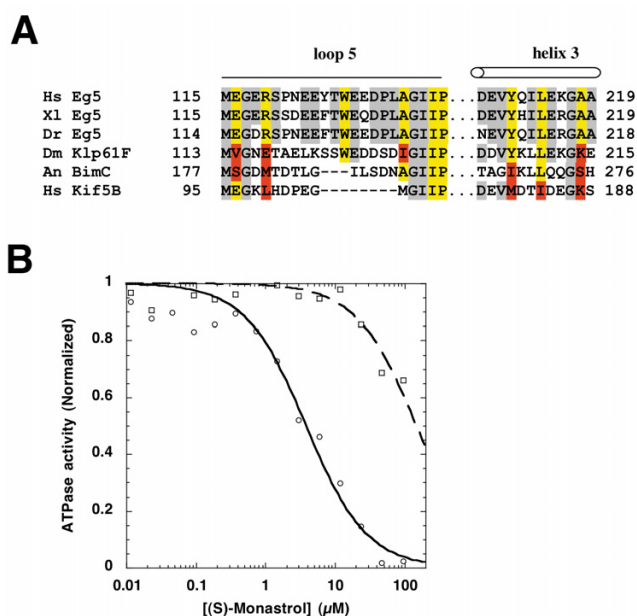 A
loop 5 helix 3
Hs Eg5 115 MEGERSPNEEYTWEEDPLAGIIP...DEVYQILEKGAA 219
Xl Eg5 115 MEGERSSDEEFTWEQDPLAGIIP...DEVYHILERGAA 219
Dr Eg5 114 MEGDRSPNEEFTWEEDPLAGIIP...NEVYQILERGAA 218
Dm Klp61F 113 MVGNETAELKSSWEDDSDIGIIP...DDVYKLLEKGKE 215
An BimC 177 MSGDMTDTLG---ILSDNAGIIP...TAGIKLLQQGSH 276
Hs Kif5B 95 MEGKLHDPEG--------MGIIP...DEVMDTIDEGKS 188
B
ATPase activity (Normalized)
1
0.8
0.6
0.4
0.2
0
0.01 0.1 1 10 100
[(S)-Monastrol] (µM)